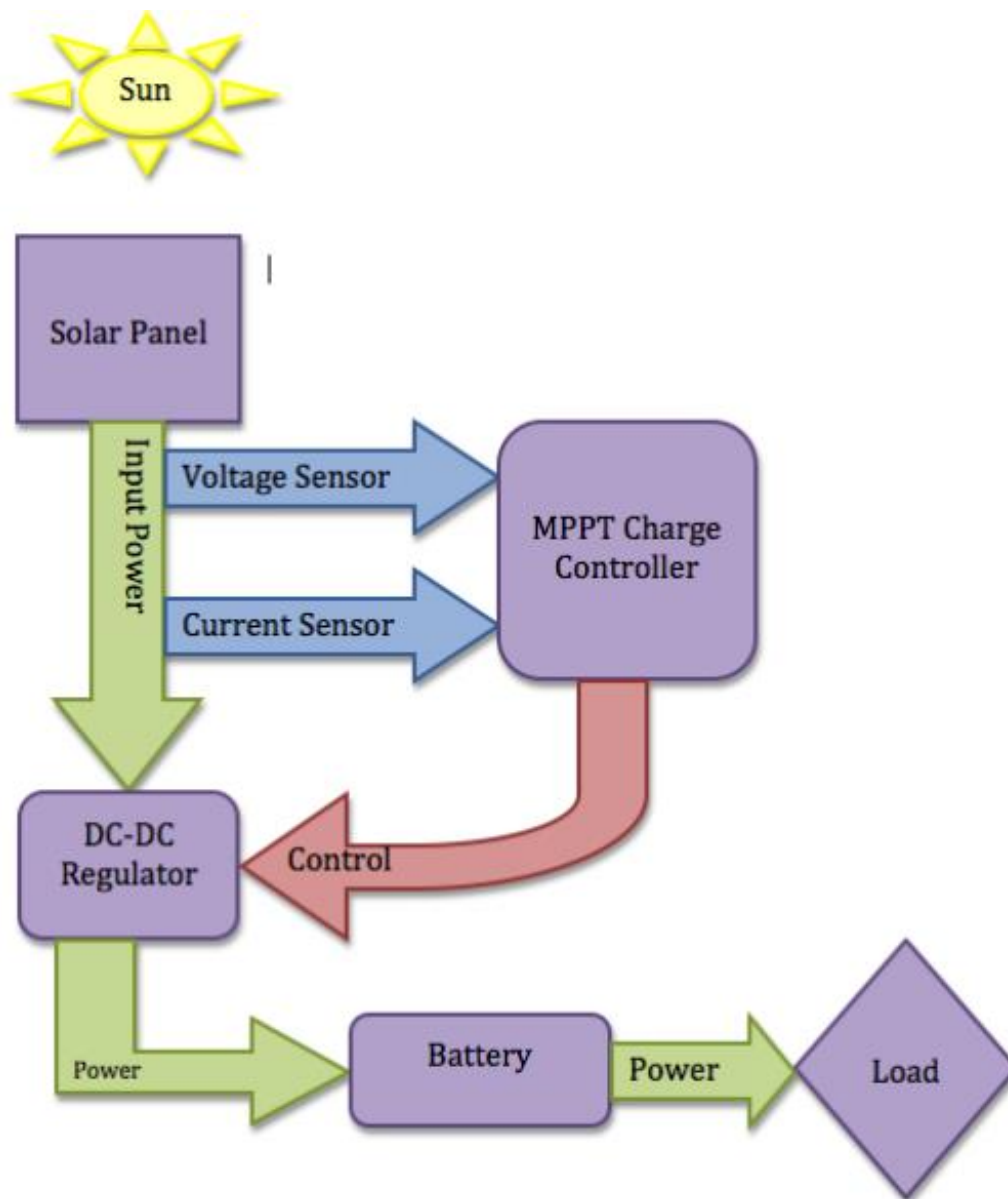 Sun
Solar Panel
Input Power
Voltage Sensor
MPPT Charge
Controller
Current Sensor
DC-DC
Regulator
Control
Power
Battery
Power
Load